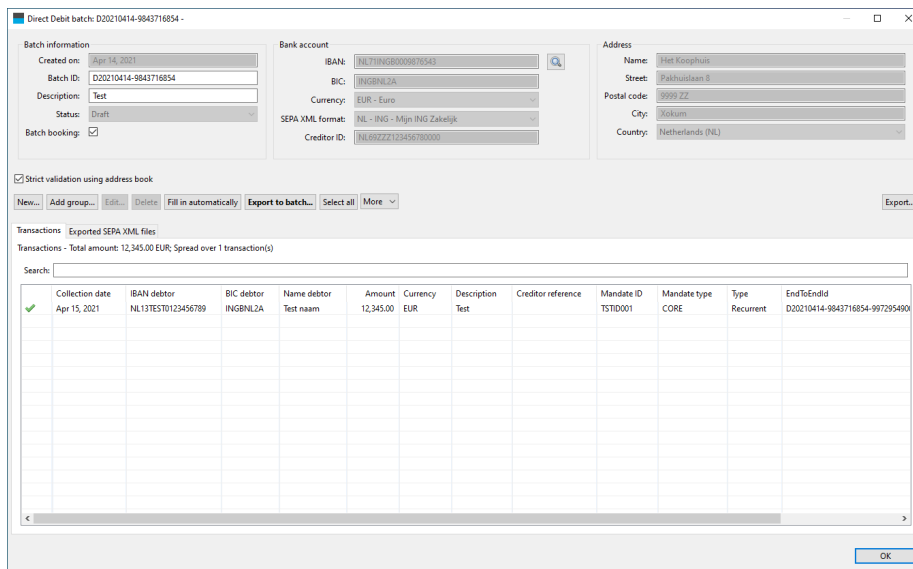 Direct Debit batch: D20210414-9843716854 -
Batch information
Created on: Apr 14, 2021
Batch ID: D20210414-9843716854
Description: Test
Status: Draft
Batch booking:
Bank account
IBAN: NL71INGB0009876543
BIC: INGBNL2A
Currency: EUR - Euro
SEPA XML format: NL - ING - Mijn ING Zakelijk
Creditor ID: NL69ZZZ123456780000
Address
Name: Het Koophuis
Street: Pakhuislaan 8
Postal code: 9999 ZZ
City: Xokum
Country: Netherlands (NL)
Strict validation using address book
New... Add group... Edit... Delete Fill in automatically Export to batch... Select all More Export...
Transactions Exported SEPA XML files
Transactions - Total amount: 12,345.00 EUR; Spread over 1 transaction(s)
Search:
Collection date IBAN debtor BIC debtor Name debtor Amount Currency Description Creditor reference Mandate ID Mandate type Type EndToEndId
Apr 15, 2021 NL13TEST0123456789 INGBNL2A Test naam 12,345.00 EUR Test TSTID001 CORE Recurrent D20210414-9843716854-997295490
OK